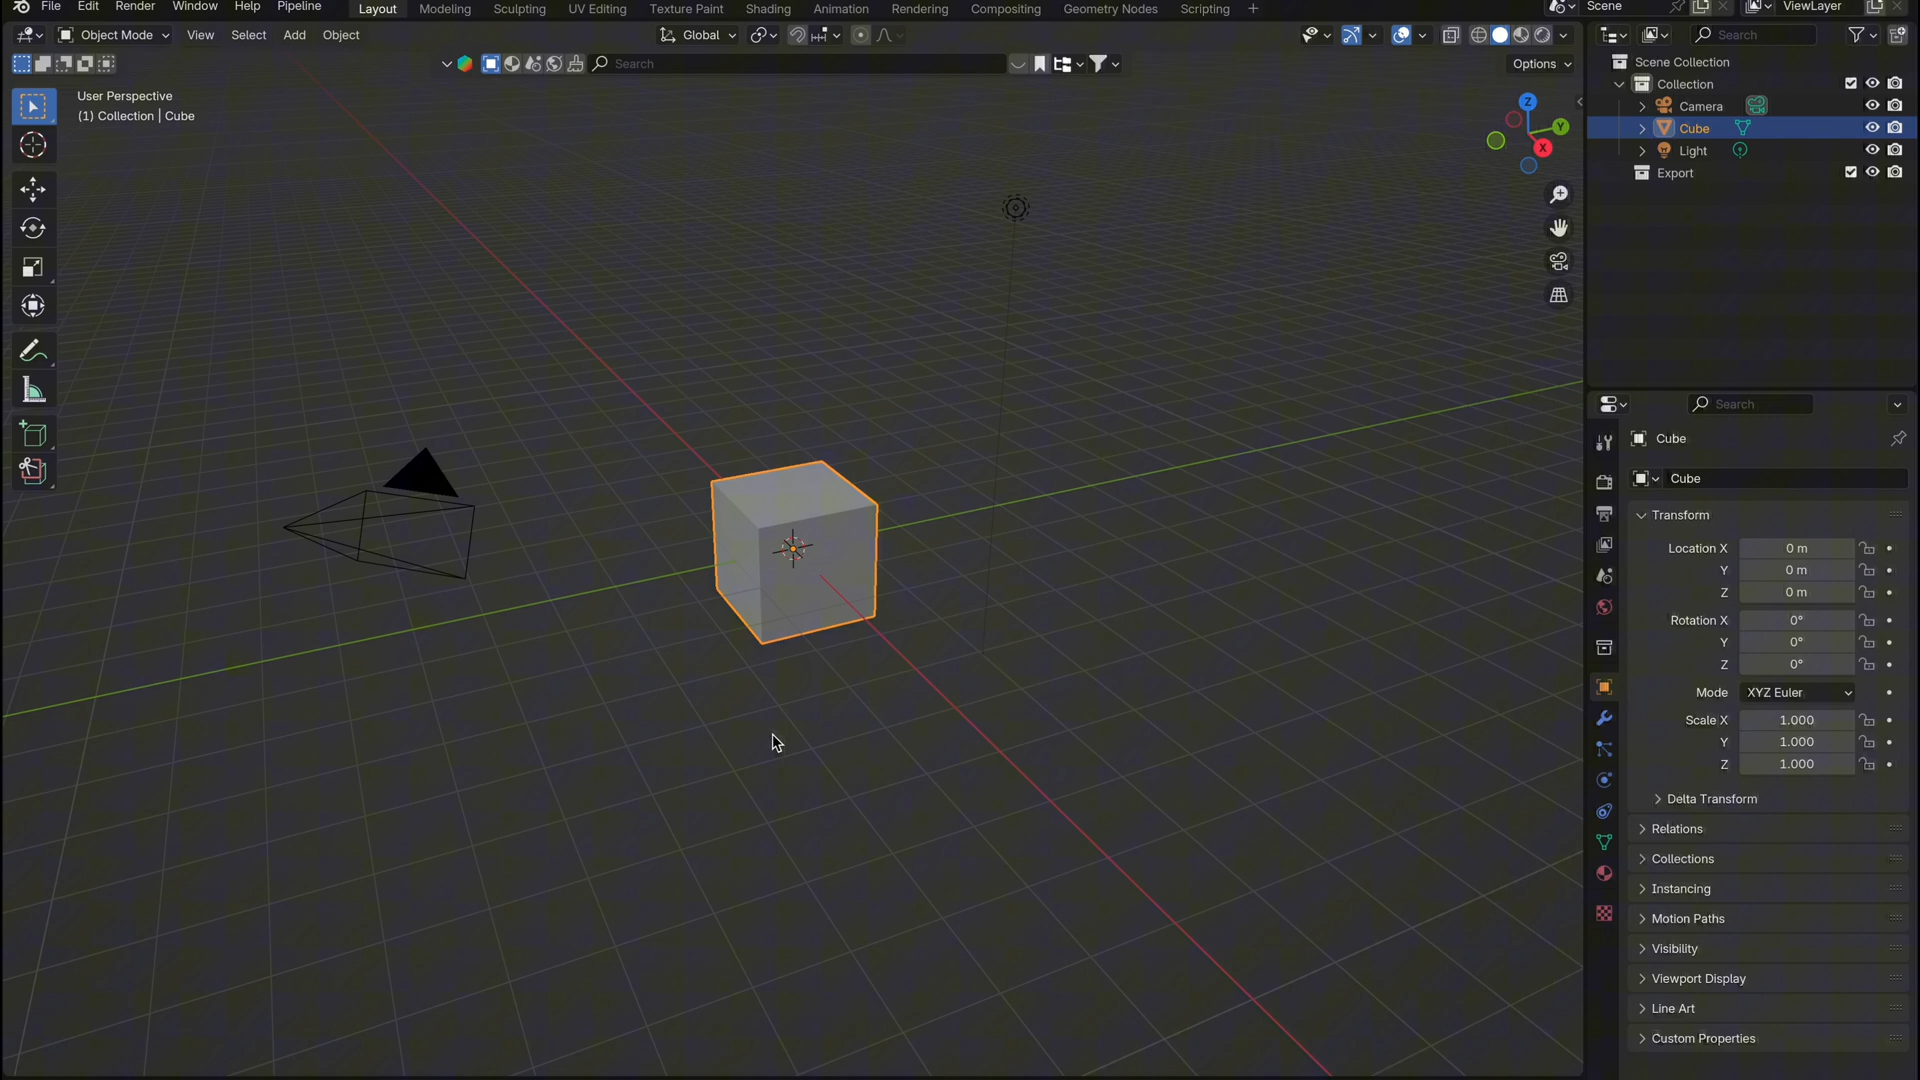 File Edit Render Window Help Pipeline Layout Modeling Sculpting UV Editing Texture Paint Shading Animation Rendering Compositing Geometry Nodes Scripting + Scene ViewLayer
Object Mode View Select Add Object Global Search
Search Options
User Perspective
(1) Collection | Cube
Z
Y
X
Scene Collection
Collection
Camera
Cube
Light
Export
Search
Cube
Cube
Transform
Location X 0 m
Y 0 m
Z 0 m
Rotation X 0°
Y 0°
Z 0°
Mode XYZ Euler
Scale X 1.000
Y 1.000
Z 1.000
Delta Transform
Relations
Collections
Instancing
Motion Paths
Visibility
Viewport Display
Line Art
Custom Properties